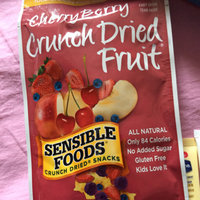 CherryBerry
Crunch Dried
Fruit
SENSIBLE
FOODS
CRUNCH DRIED® SNACKS
ALL NATURAL
Only 84 Calories
No Added Sugar
Gluten Free
Kids Love It